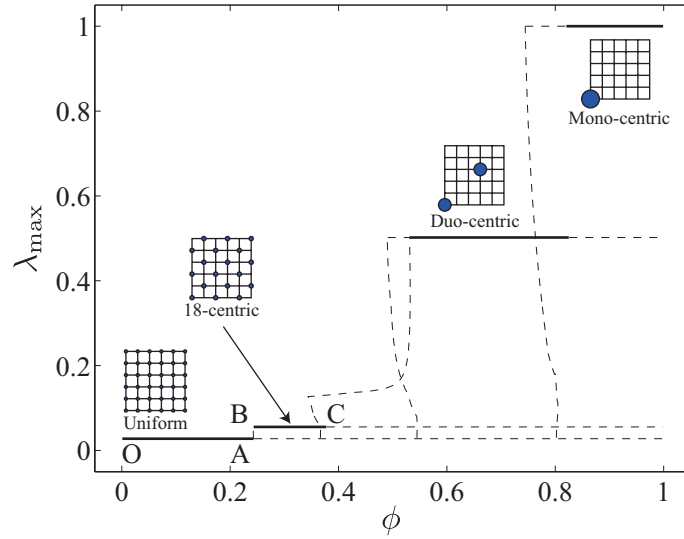 1
Mono-centric
0.8
Duo-centric
0.6
λmax
18-centric
0.4
0.2
Uniform
B
C
0
O
A
0
0.2
0.4
0.6
0.8
1
ϕ